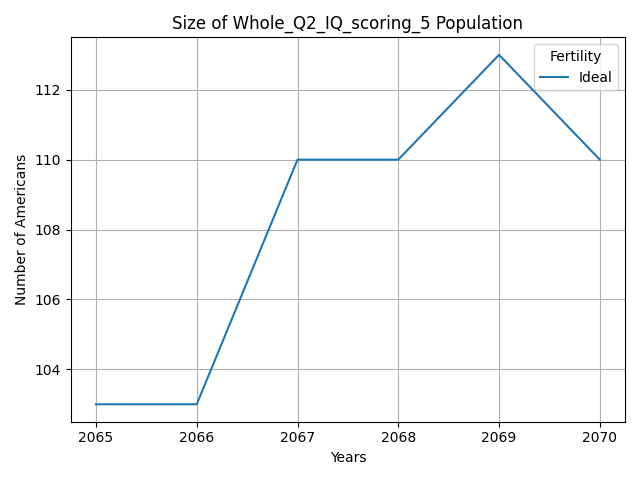 Size of Whole_Q2_IQ_scoring_5 Population
Fertility
Ideal
Number of Americans
112
110
108
106
104
2065 2066 2067 2068 2069 2070
Years